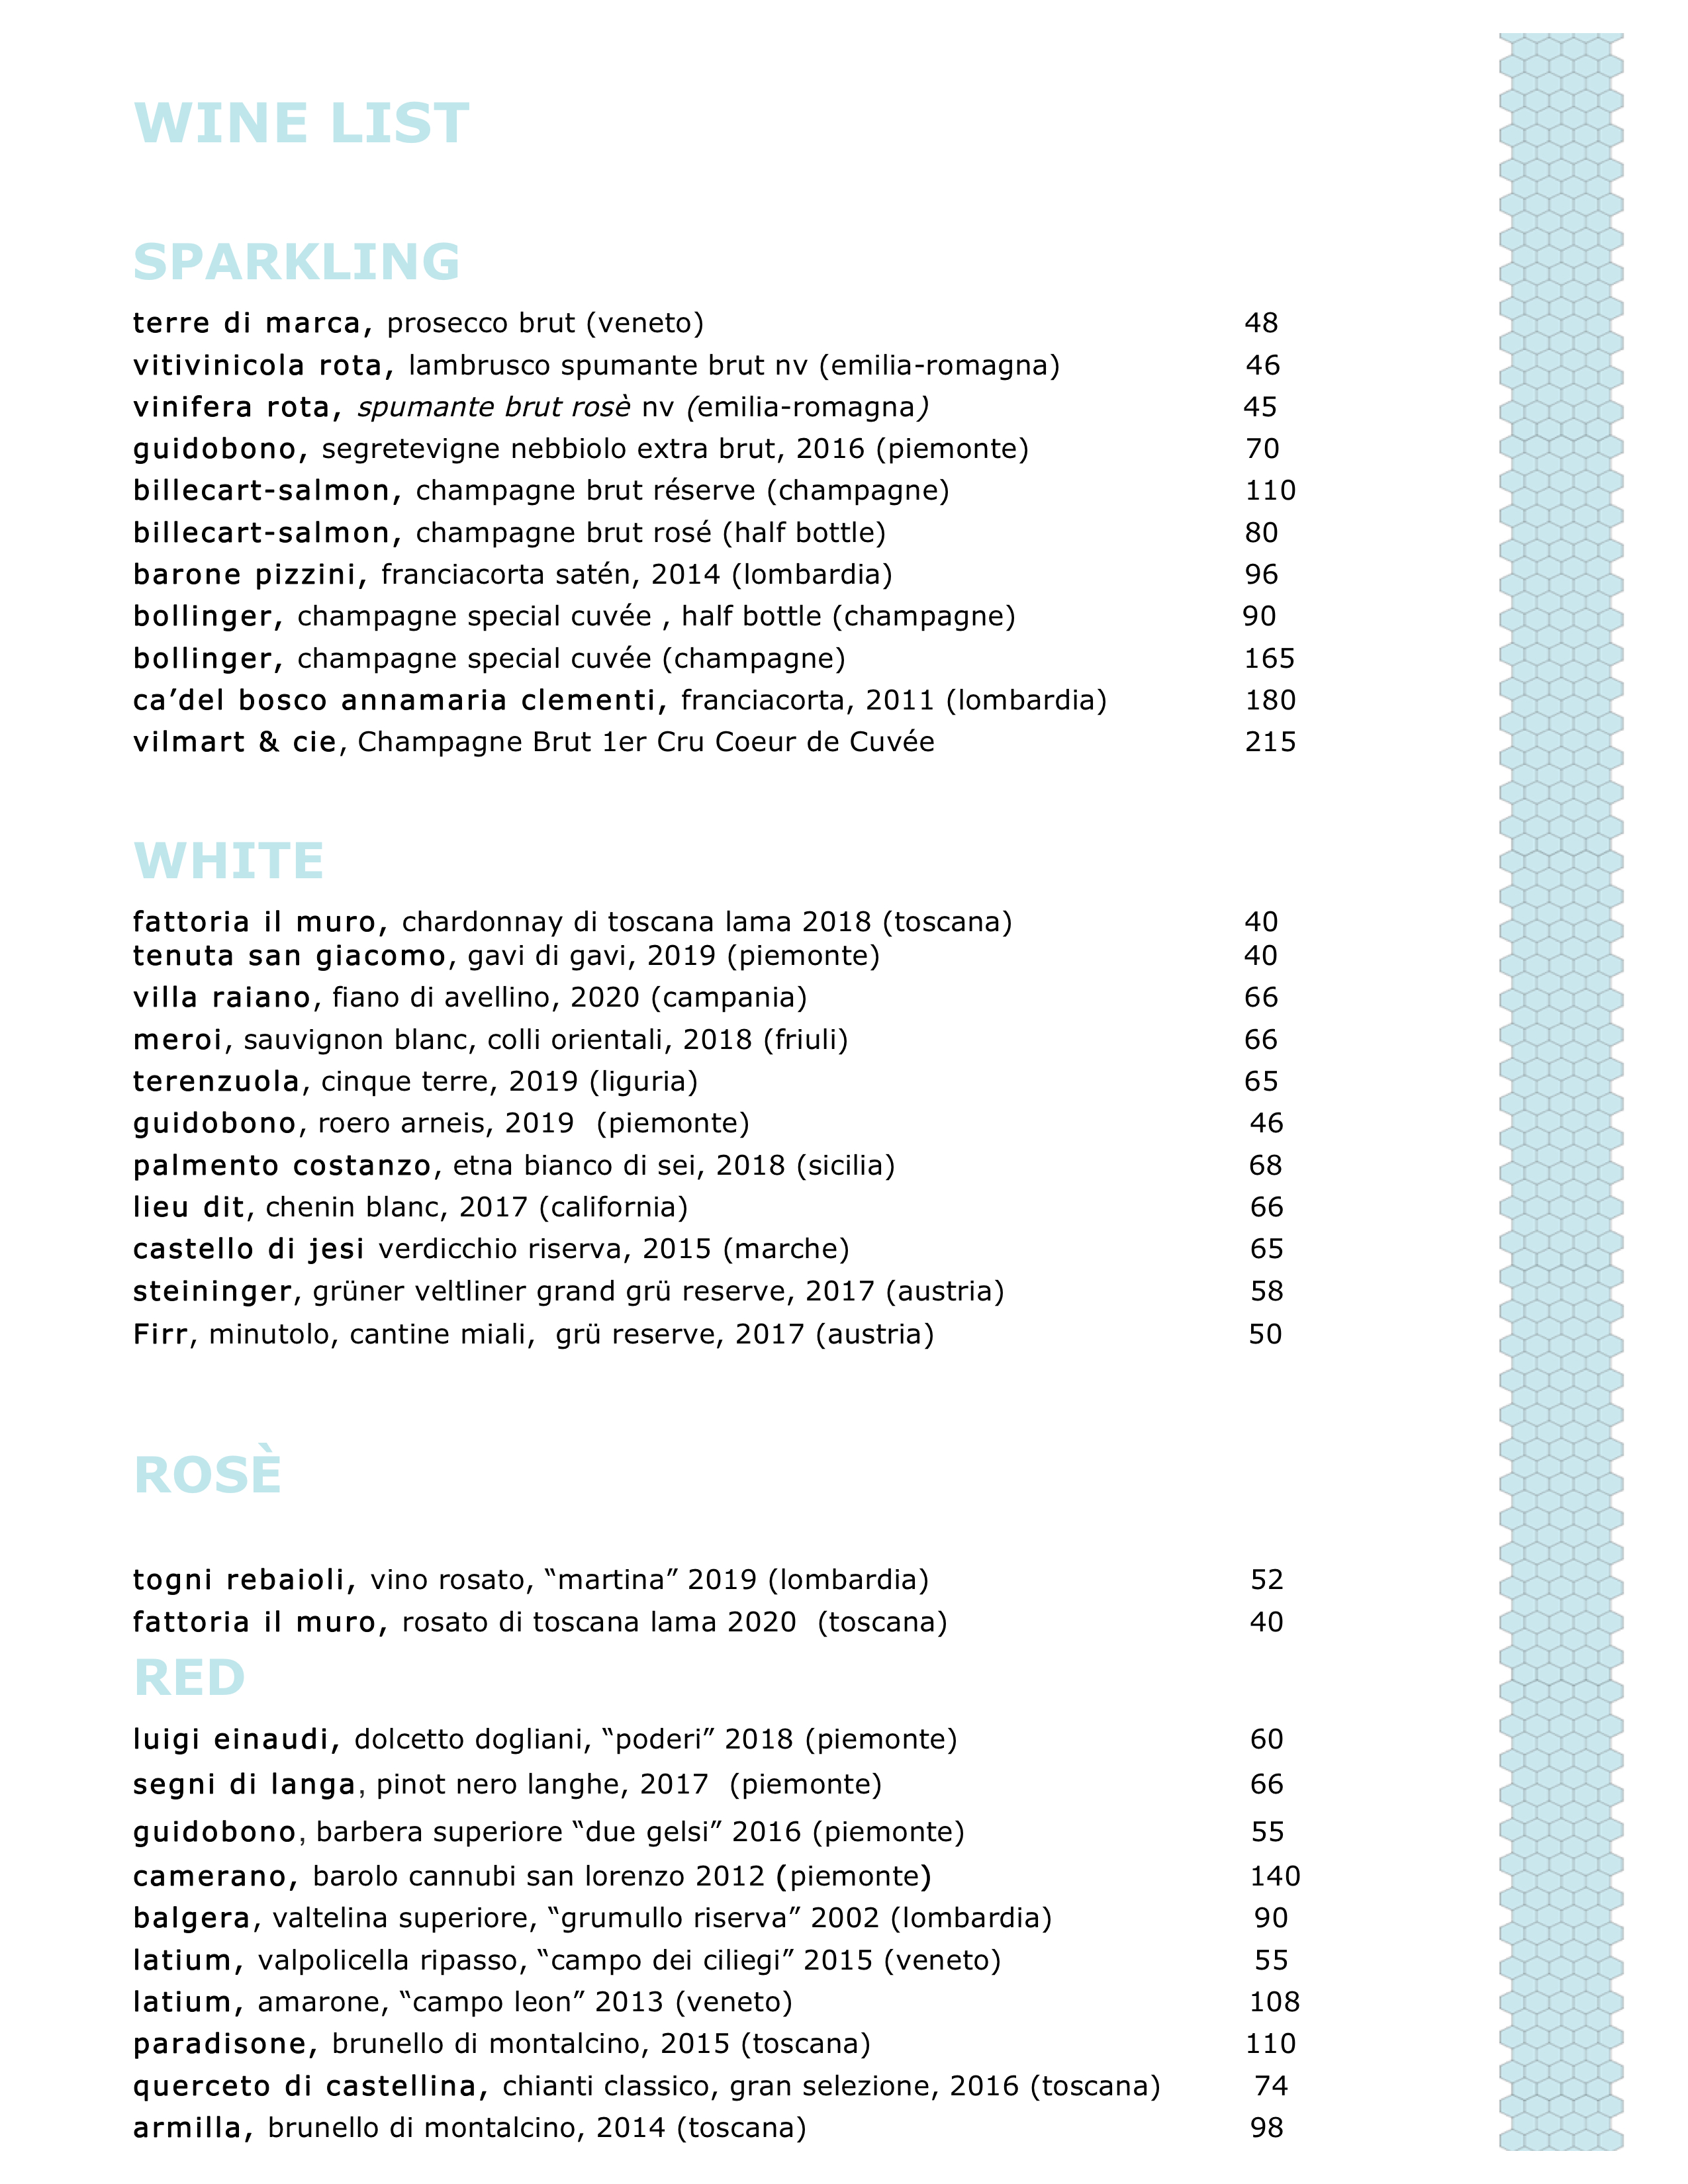 WINE LIST
SPARKLING
terre di marca, prosecco brut (veneto) 48
vitivinicola rota, lambrusco spumante brut nv (emilia-romagna) 46
vinifera rota, spumante brut rosè nv (emilia-romagna) 45
guidobono, segretevigne nebbiolo extra brut, 2016 (piemonte) 70
billecart-salmon, champagne brut réserve (champagne) 110
billecart-salmon, champagne brut rosé (half bottle) 80
barone pizzini, franciacorta satén, 2014 (lombardia) 96
bollinger, champagne special cuvée , half bottle (champagne) 90
bollinger, champagne special cuvée (champagne) 165
ca’del bosco annamaria clementi, franciacorta, 2011 (lombardia) 180
vilmart & cie, Champagne Brut 1er Cru Coeur de Cuvée 215
WHITE
fattoria il muro, chardonnay di toscana lama 2018 (toscana) 40
tenuta san giacomo, gavi di gavi, 2019 (piemonte) 40
villa raiano, fiano di avellino, 2020 (campania) 66
meroi, sauvignon blanc, colli orientali, 2018 (friuli) 66
terenzuola, cinque terre, 2019 (liguria) 65
guidobono, roero arneis, 2019 (piemonte) 46
palmento costanzo, etna bianco di sei, 2018 (sicilia) 68
lieu dit, chenin blanc, 2017 (california) 66
castello di jesi verdicchio riserva, 2015 (marche) 65
steininger, grüner veltliner grand grü reserve, 2017 (austria) 58
Firr, minutolo, cantine miali, grü reserve, 2017 (austria) 50
ROSÈ
togni rebaioli, vino rosato, “martina” 2019 (lombardia) 52
fattoria il muro, rosato di toscana lama 2020 (toscana) 40
RED
luigi einaudi, dolcetto dogliani, “poderi” 2018 (piemonte) 60
segni di langa, pinot nero langhe, 2017 (piemonte) 66
guidobono, barbera superiore “due gelsi” 2016 (piemonte) 55
camerano, barolo cannubi san lorenzo 2012 (piemonte) 140
balgera, valtelina superiore, “grumullo riserva” 2002 (lombardia) 90
latium, valpolicella ripasso, “campo dei ciliegi” 2015 (veneto) 55
latium, amarone, “campo leon” 2013 (veneto) 108
paradisone, brunello di montalcino, 2015 (toscana) 110
querceto di castellina, chianti classico, gran selezione, 2016 (toscana) 74
armilla, brunello di montalcino, 2014 (toscana) 98